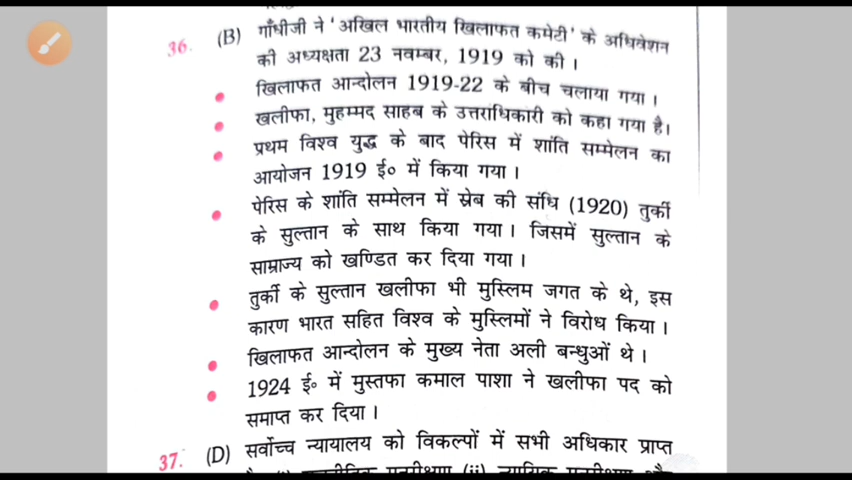 36. (B) गाँधीजी ने 'अखिल भारतीय खिलाफत कमेटी' के अधिवेशन
की अध्यक्षता 23 नवम्बर, 1919 को की ।
खिलाफत आन्दोलन 1919-22 के बीच चलाया गया ।
खलीफा, मुहम्मद साहब के उत्तराधिकारी को कहा गया है।
प्रथम विश्व युद्ध के बाद पेरिस में शांति सम्मेलन का
आयोजन 1919 ई० में किया गया ।
पेरिस के शांति सम्मेलन में स्रेब की संधि (1920) तुर्की
के सुल्तान के साथ किया गया । जिसमें सुल्तान के
साम्राज्य को खण्डित कर दिया गया ।
तुर्की के सुल्तान खलीफा भी मुस्लिम जगत के थे, इस
कारण भारत सहित विश्व के मुस्लिमों ने विरोध किया ।
खिलाफत आन्दोलन के मुख्य नेता अली बन्धुओं थे ।
1924 ई० में मुस्तफा कमाल पाशा ने खलीफा पद को
समाप्त कर दिया ।
37. (D) सर्वोच्च न्यायालय को विकल्पों में सभी अधिकार प्राप्त